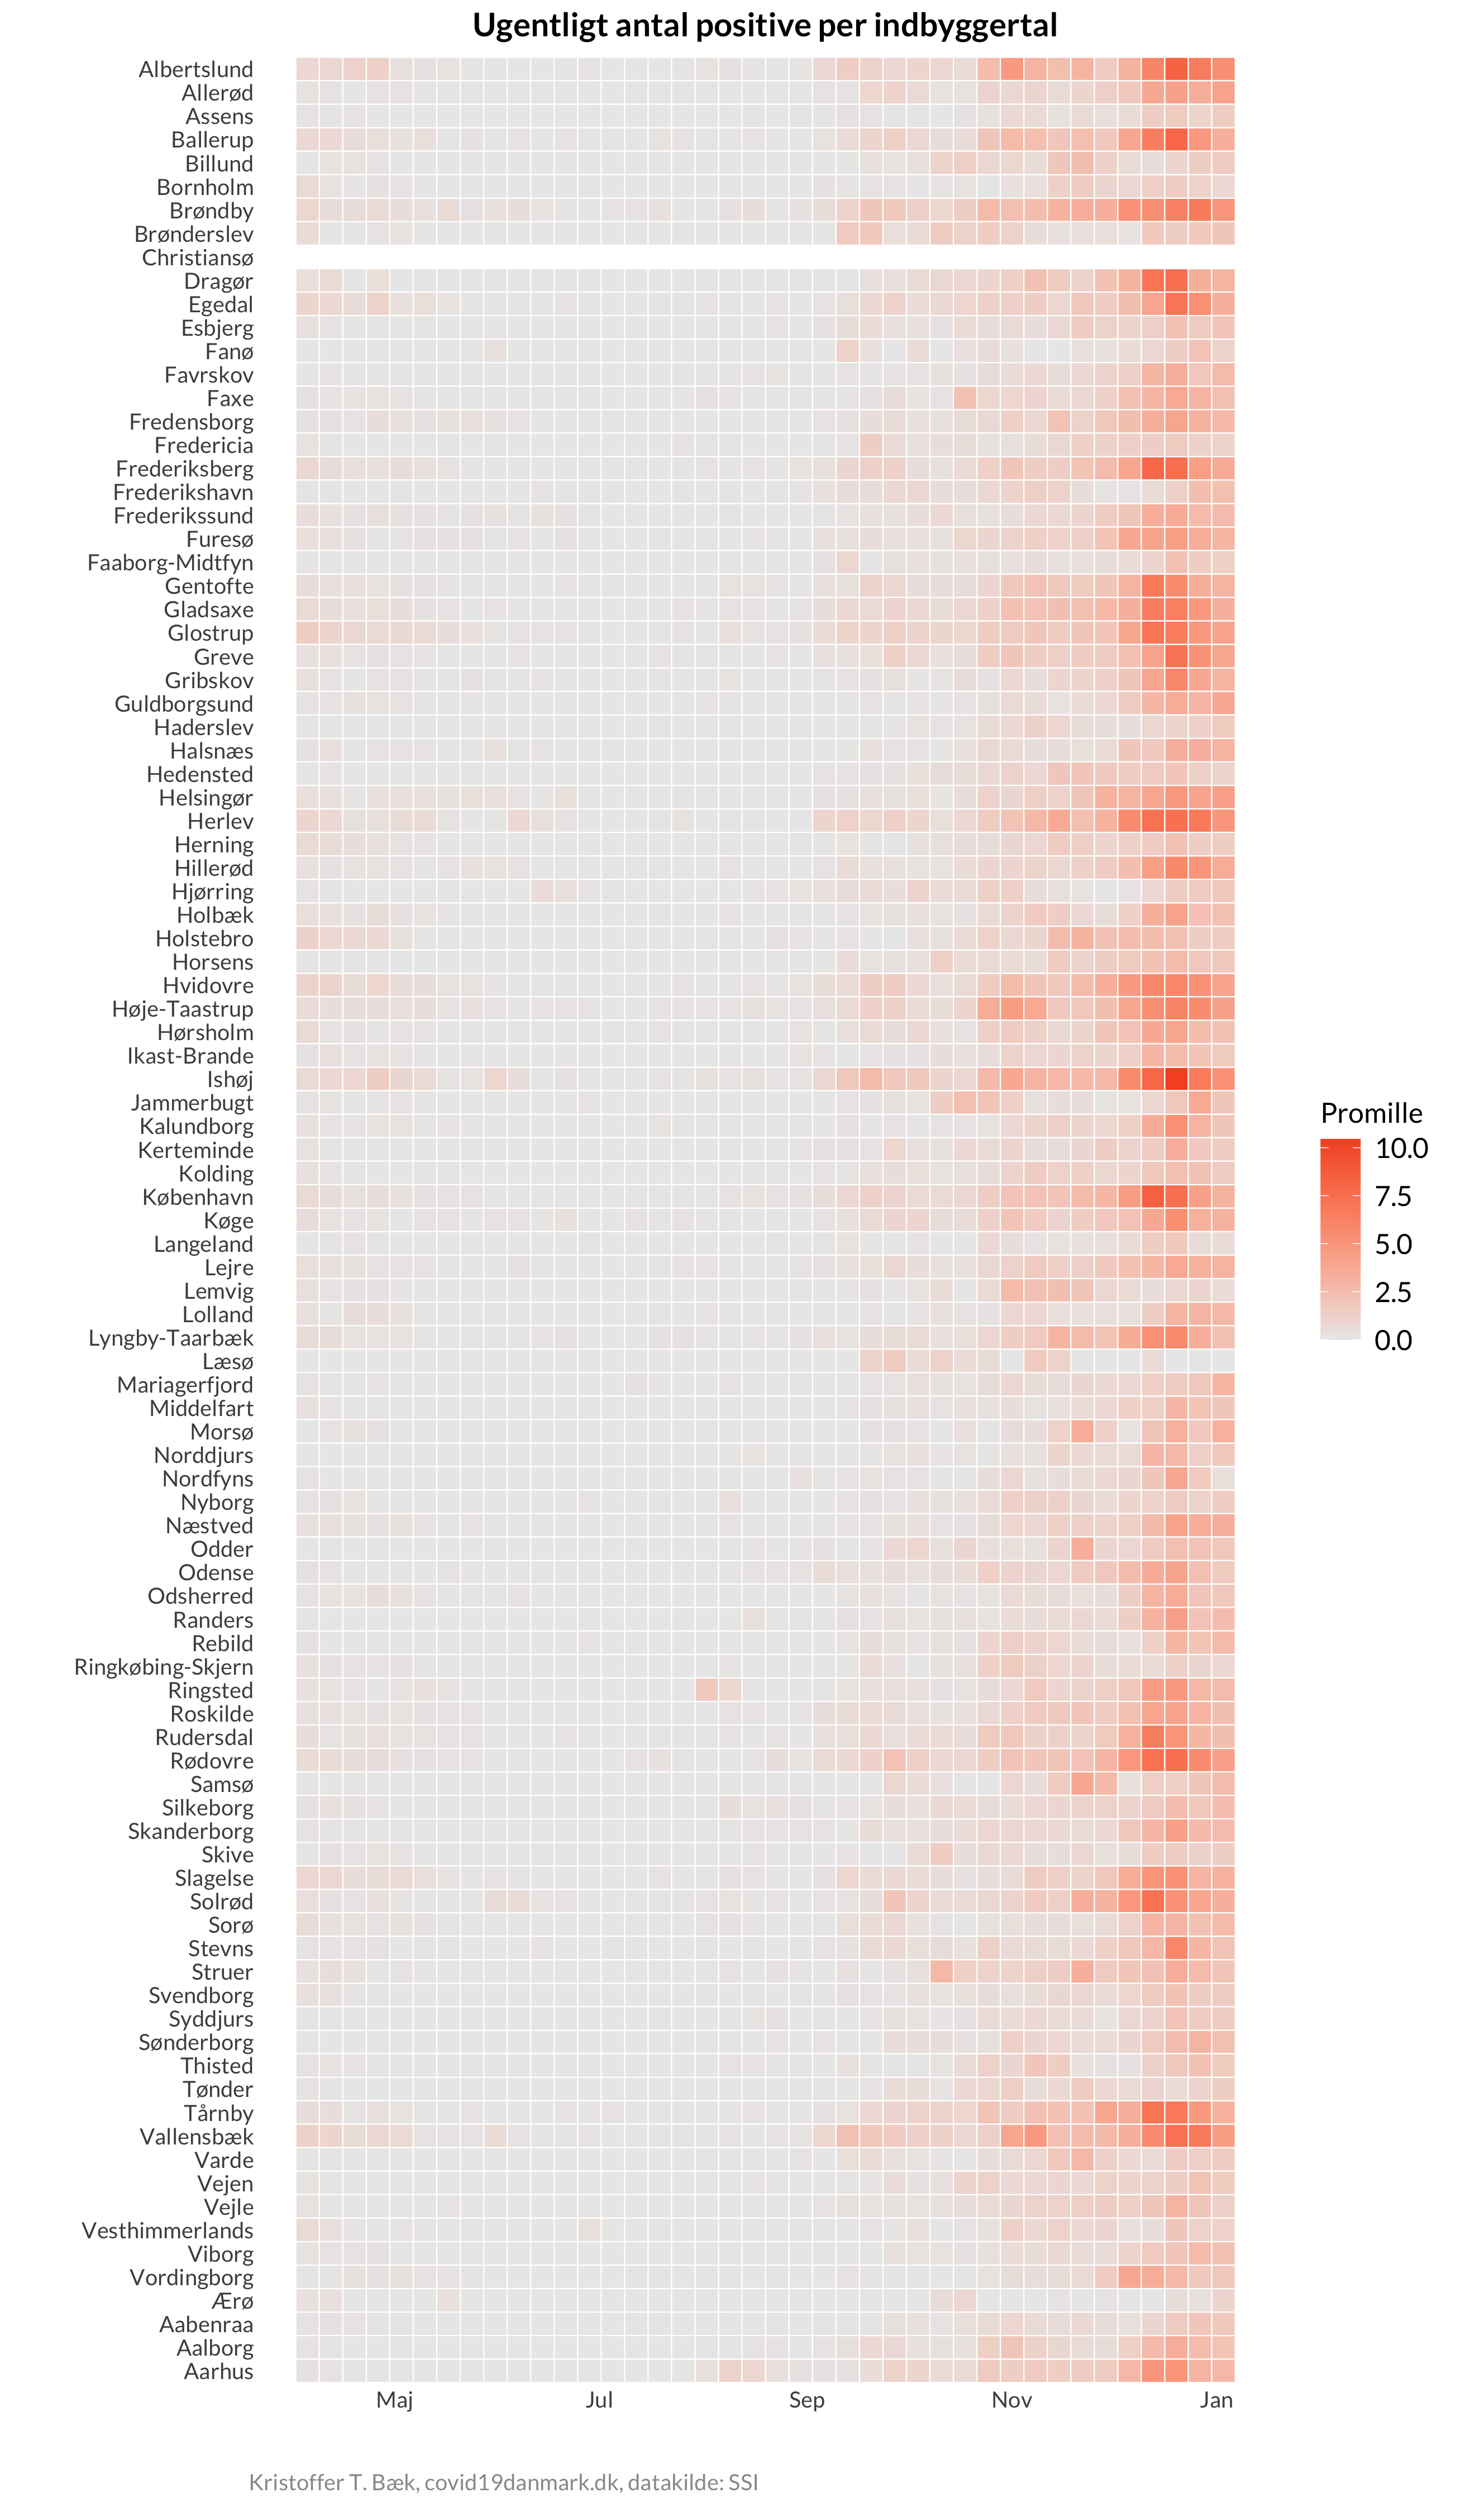 Ugentligt antal positive per indbyggertal
Albertslund
Allerød
Assens
Ballerup
Billund
Bornholm
Brøndby
Brønderslev
Christiansø
Dragør
Egedal
Esbjerg
Fanø
Favrskov
Faxe
Fredensborg
Fredericia
Frederiksberg
Frederikshavn
Frederikssund
Furesø
Faaborg-Midtfyn
Gentofte
Gladsaxe
Glostrup
Greve
Gribskov
Guldborgsund
Haderslev
Halsnæs
Hedensted
Helsingør
Herlev
Herning
Hillerød
Hjørring
Holbæk
Holstebro
Horsens
Hvidovre
Høje-Taastrup
Hørsholm
Ikast-Brande
Ishøj
Jammerbugt
Kalundborg
Kerteminde
Kolding
København
Køge
Langeland
Lejre
Lemvig
Lolland
Lyngby-Taarbæk
Læsø
Mariagerfjord
Middelfart
Morsø
Norddjurs
Nordfyns
Nyborg
Næstved
Odder
Odense
Odsherred
Randers
Rebild
Ringkøbing-Skjern
Ringsted
Roskilde
Rudersdal
Rødovre
Samsø
Silkeborg
Skanderborg
Skive
Slagelse
Solrød
Sorø
Stevns
Struer
Svendborg
Syddjurs
Sønderborg
Thisted
Tønder
Tårnby
Vallensbæk
Varde
Vejen
Vejle
Vesthimmerlands
Viborg
Vordingborg
Ærø
Aabenraa
Aalborg
Aarhus
Maj Jul Sep Nov Jan
Promille
10.0
7.5
5.0
2.5
0.0
Kristoffer T. Bæk, covid19danmark.dk, datakilde: SSI